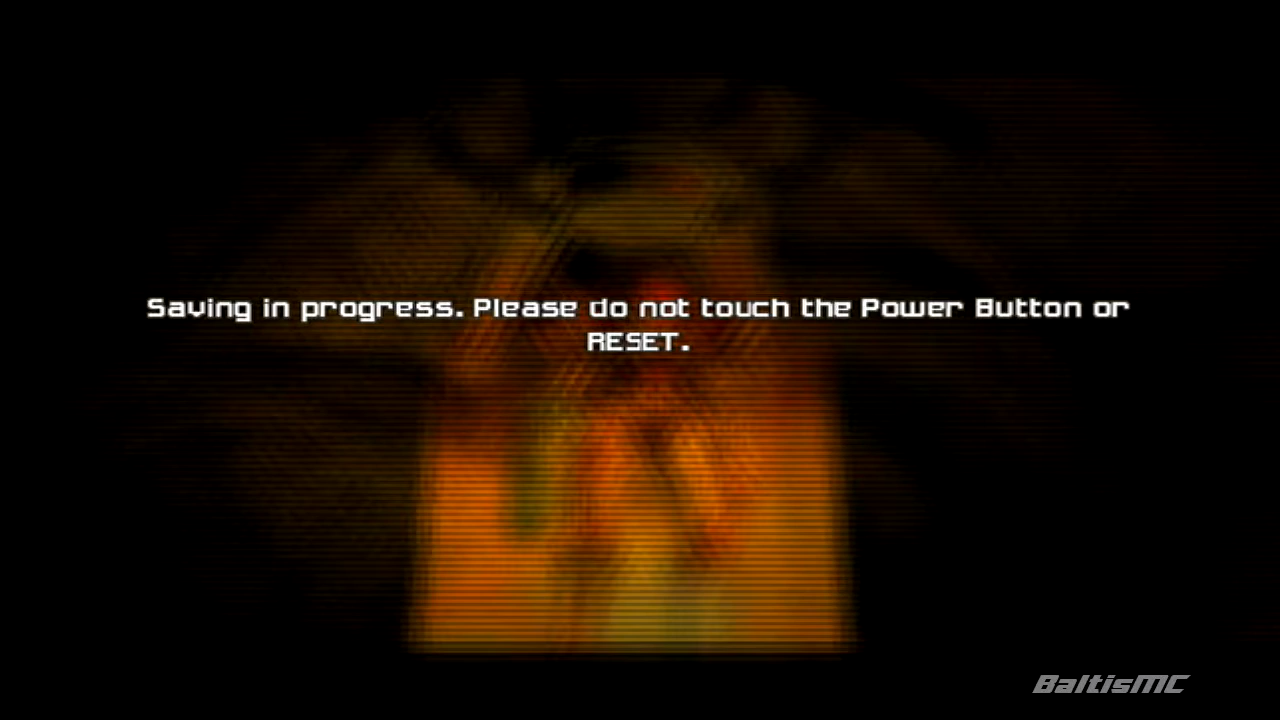 Saving in progress. Please do not touch the Power Button or
RESET.
BaltisMC